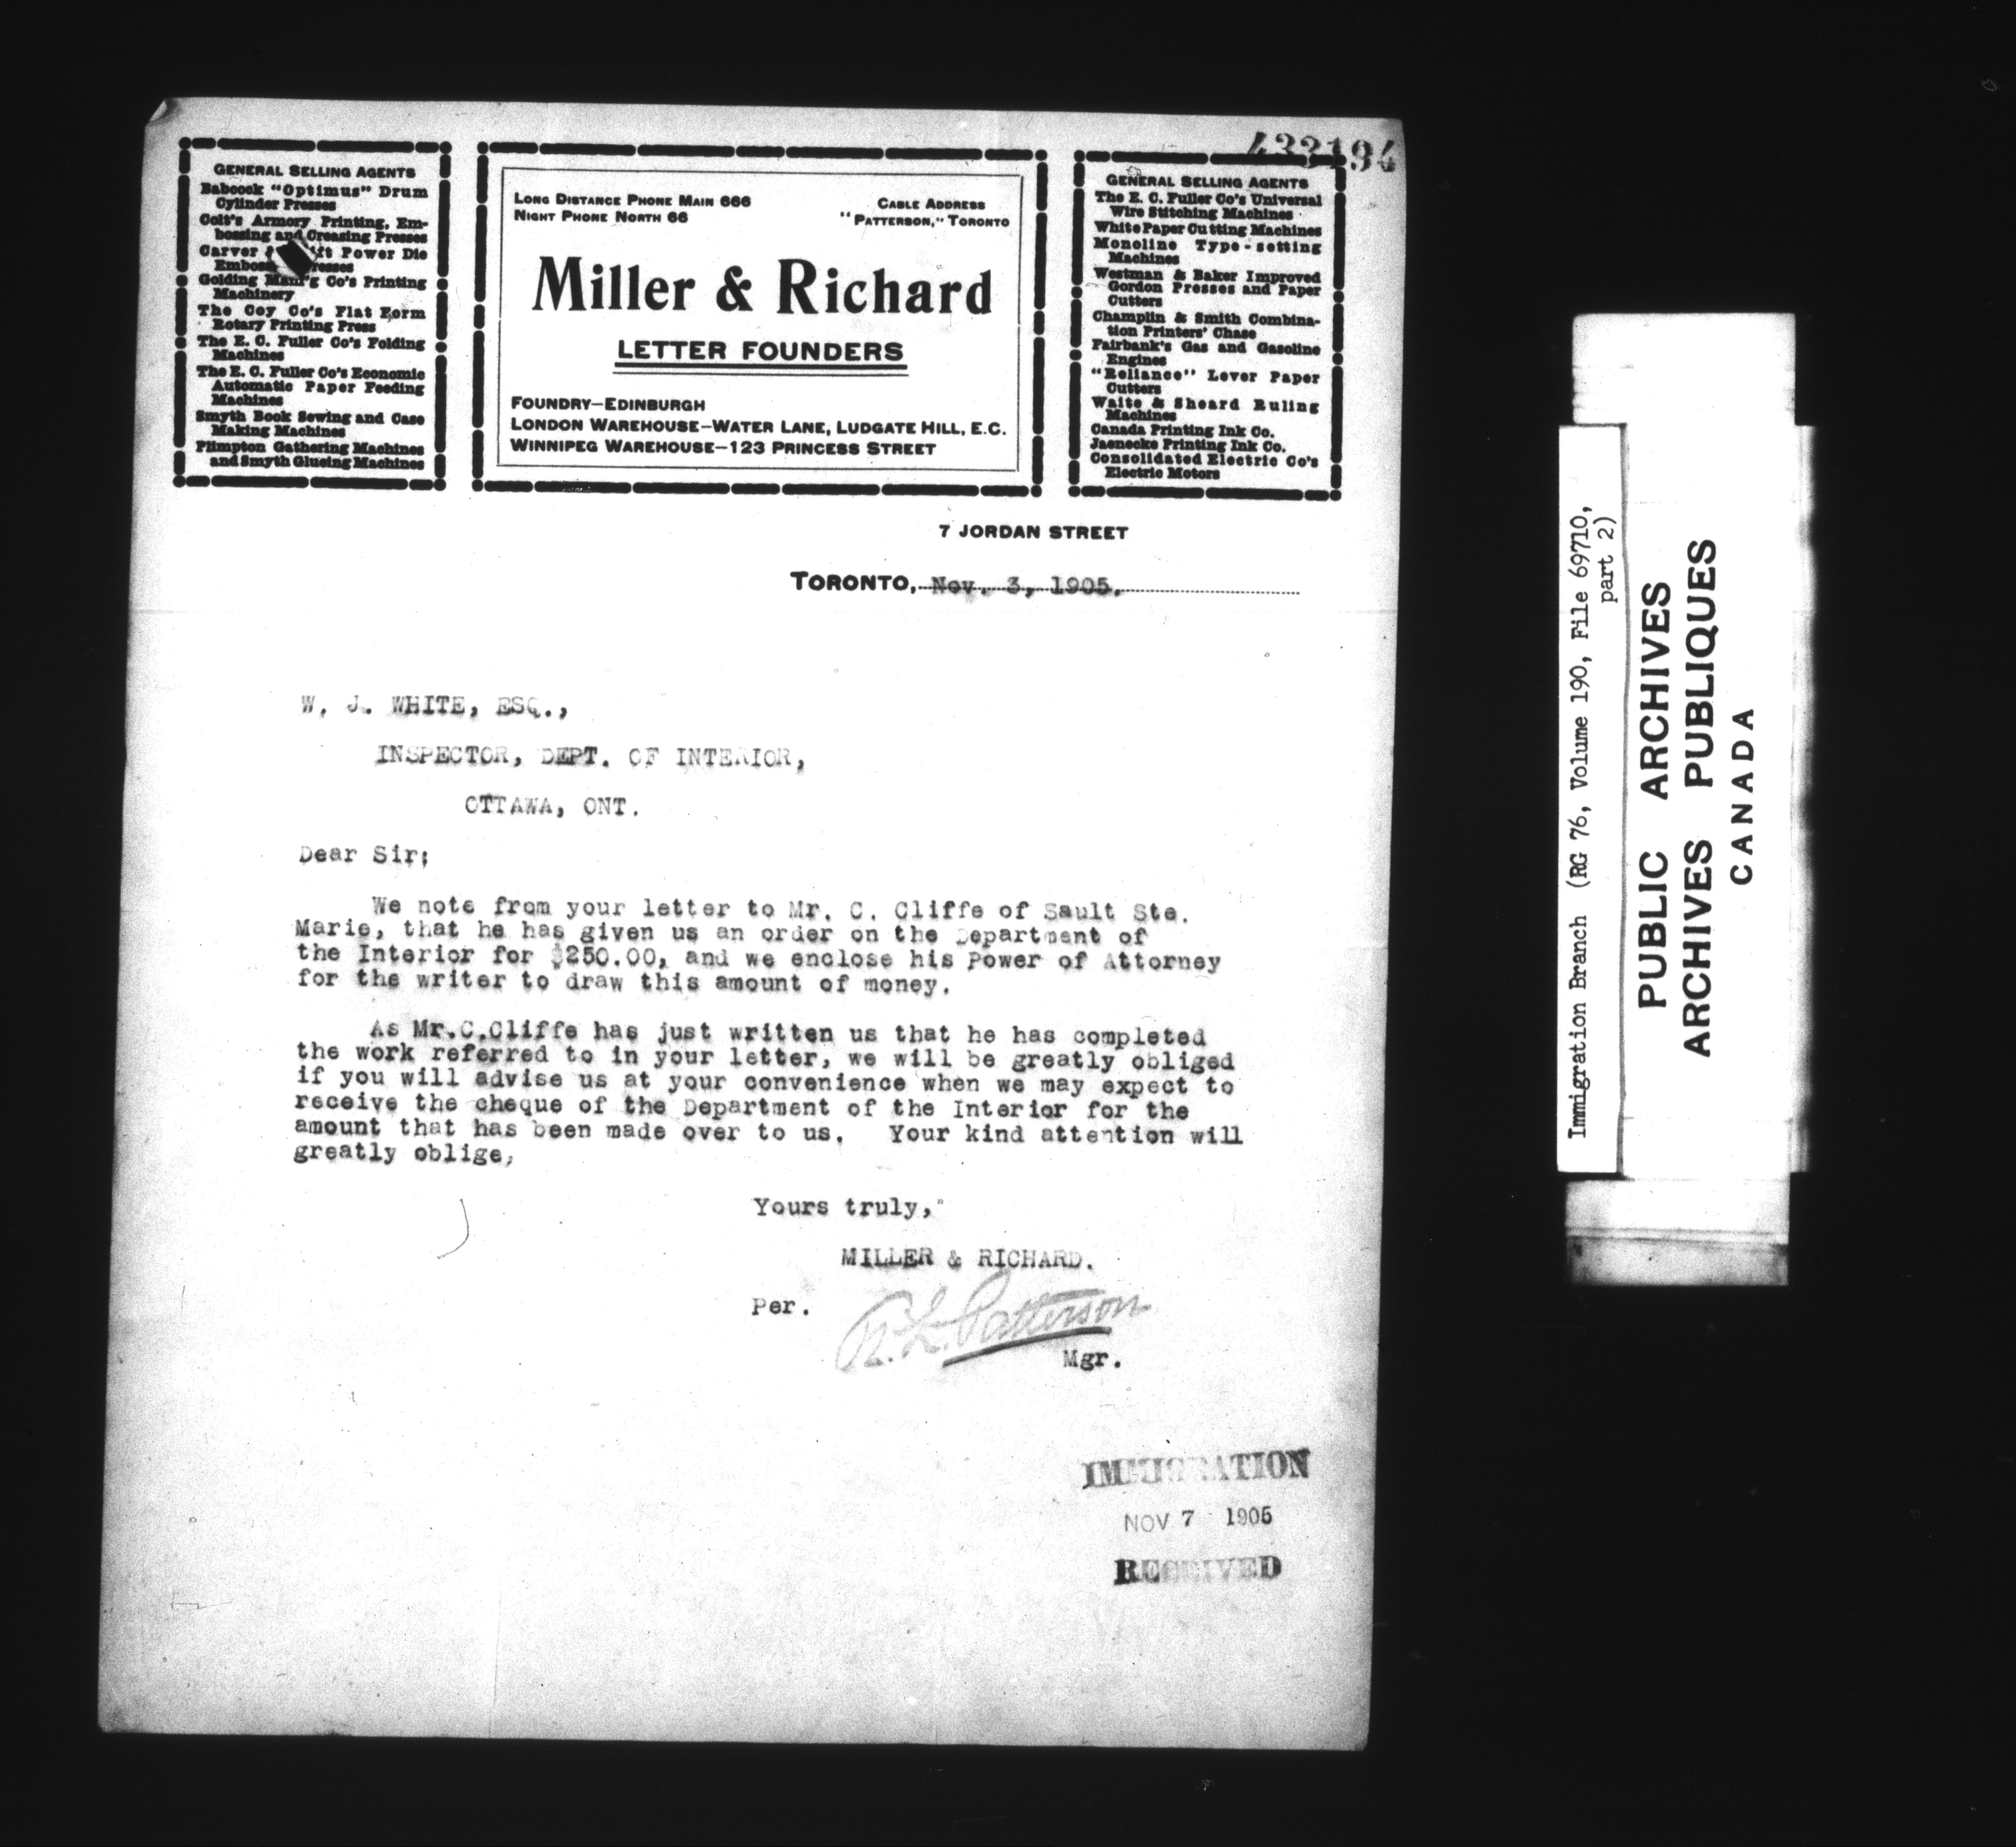 433194
GENERAL SELLING AGENTS
Babcock "Optimus" Drum
Cylinder Presses
Colt's Armory Printing, Em-
bossing and Creasing Presses
Carver & ift Power Die
Embos resses
Golding Manf'g Co's Printing
Machinery
The Coy Co's Flat Form
Rotary Printing Press
The E. C. Fuller Co's Folding
Machines
The E. C. Fuller Co's Economic
Automatic Paper Feeding
Machines
Smyth Book Sewing and Case
Making Machines
Plimpton Gathering Machines
and Smyth Glueing Machines
LONG DISTANCE PHONE MAIN 666
NIGHT PHONE NORTH 66
CABLE ADDRESS
"PATTERSON," TORONTO
Miller & Richard
LETTER FOUNDERS
FOUNDRY—EDINBURGH
LONDON WAREHOUSE—WATER LANE, LUDGATE HILL, E.C.
WINNIPEG WAREHOUSE—123 PRINCESS STREET
GENERAL SELLING AGENTS
The E. C. Fuller Co's Universal
Wire Stitching Machines
White Paper Cutting Machines
Monoline Type-setting
Machines
Westman & Baker Improved
Gordon Presses and Paper
Cutters
Champlin & Smith Combina-
tion Printers' Chase
Fairbank's Gas and Gasoline
Engines
"Reliance" Lever Paper
Cutters
Waite & Sheard Ruling
Machines
Canada Printing Ink Co.
Jaenecke Printing Ink Co.
Consolidated Electric Co's
Electric Motors
7 JORDAN STREET
TORONTO, Nov. 3, 1905.
W. J. WHITE, ESQ.,
INSPECTOR, DEPT. OF INTERIOR,
OTTAWA, ONT.
Dear Sir;
We note from your letter to Mr. C. Cliffe of Sault Ste.
Marie, that he has given us an order on the Department of
the Interior for $250.00, and we enclose his Power of Attorney
for the writer to draw this amount of money.
As Mr.C.Cliffe has just written us that he has completed
the work referred to in your letter, we will be greatly obliged
if you will advise us at your convenience when we may expect to
receive the cheque of the Department of the Interior for the
amount that has been made over to us. Your kind attention will
greatly oblige,
Yours truly,
MILLER & RICHARD.
Per. R. L. Patterson
Mgr.
IMMIGRATION
NOV 7 1905
RECEIVED
Immigration Branch (RG 76, Volume 190, File 69710,
part 2)
PUBLIC ARCHIVES
ARCHIVES PUBLIQUES
CANADA